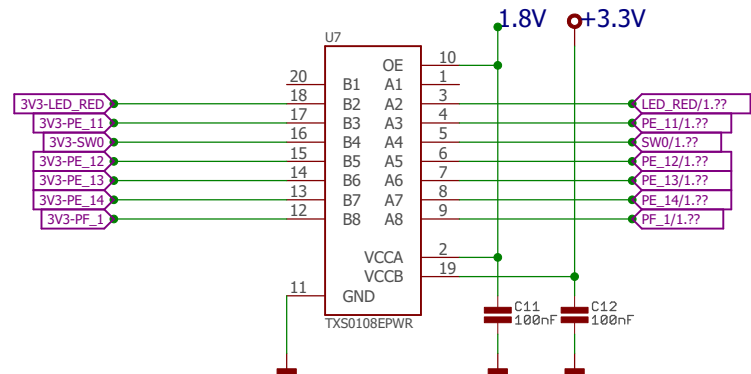 1.8V +3.3V
U7
OE 10
20 B1 A1 1
3V3-LED_RED 18 B2 A2 3 LED_RED/1.??
3V3-PE_11 17 B3 A3 4 PE_11/1.??
3V3-SW0 16 B4 A4 5 SW0/1.??
3V3-PE_12 15 B5 A5 6 PE_12/1.??
3V3-PE_13 14 B6 A6 7 PE_13/1.??
3V3-PE_14 13 B7 A7 8 PE_14/1.??
3V3-PF_1 12 B8 A8 9 PF_1/1.??
VCCA 2
VCCB 19
11 GND
C11 C12
100nF 100nF
TXS0108EPWR